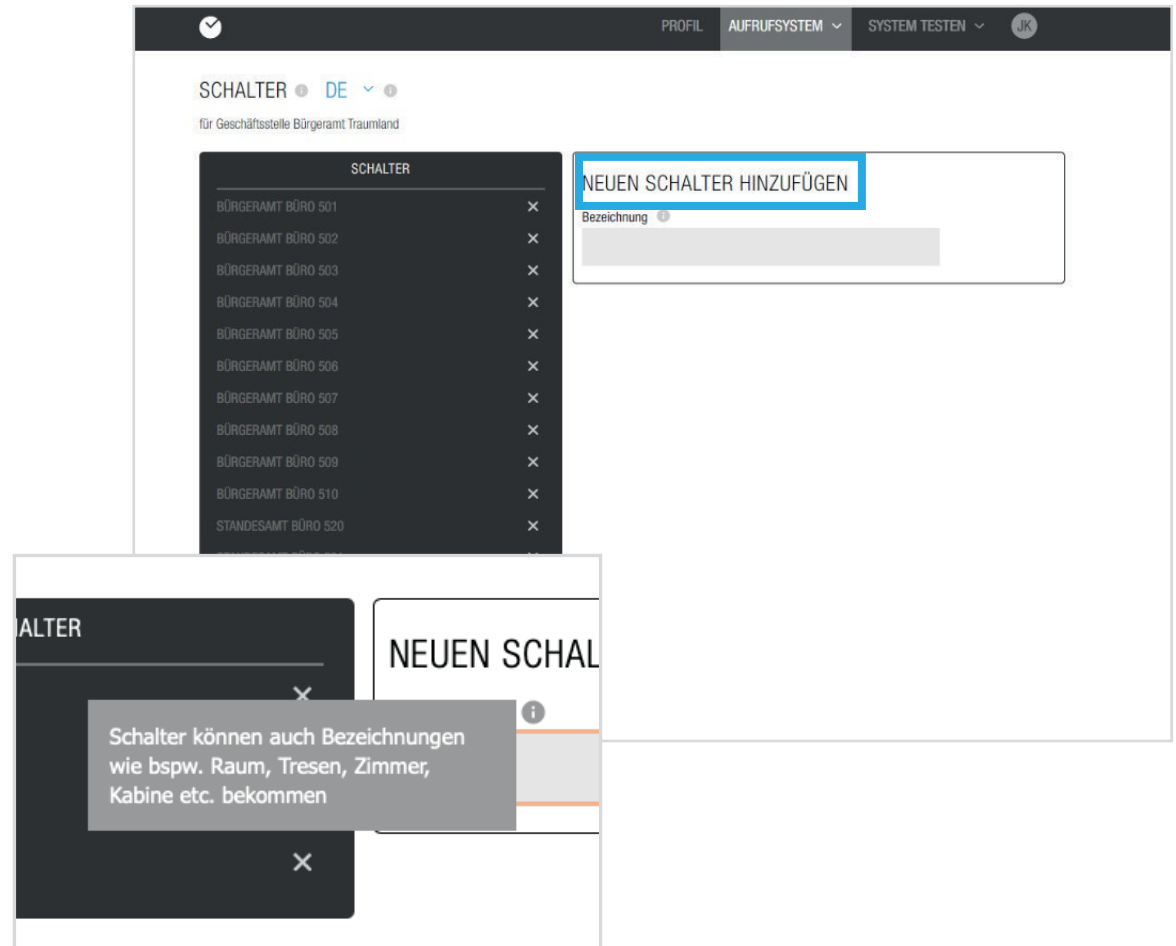 PROFIL AUFRUFSYSTEM SYSTEM TESTEN JK
SCHALTER DE
für Geschäftsstelle Bürgeramt Traumland
SCHALTER
BÜRGERAMT BÜRO 501
BÜRGERAMT BÜRO 502
BÜRGERAMT BÜRO 503
BÜRGERAMT BÜRO 504
BÜRGERAMT BÜRO 505
BÜRGERAMT BÜRO 506
BÜRGERAMT BÜRO 507
BÜRGERAMT BÜRO 508
BÜRGERAMT BÜRO 509
BÜRGERAMT BÜRO 510
STANDESAMT BÜRO 520
NEUEN SCHALTER HINZUFÜGEN
Bezeichnung
HALTER
NEUEN SCHAL
Schalter können auch Bezeichnungen
wie bspw. Raum, Tresen, Zimmer,
Kabine etc. bekommen